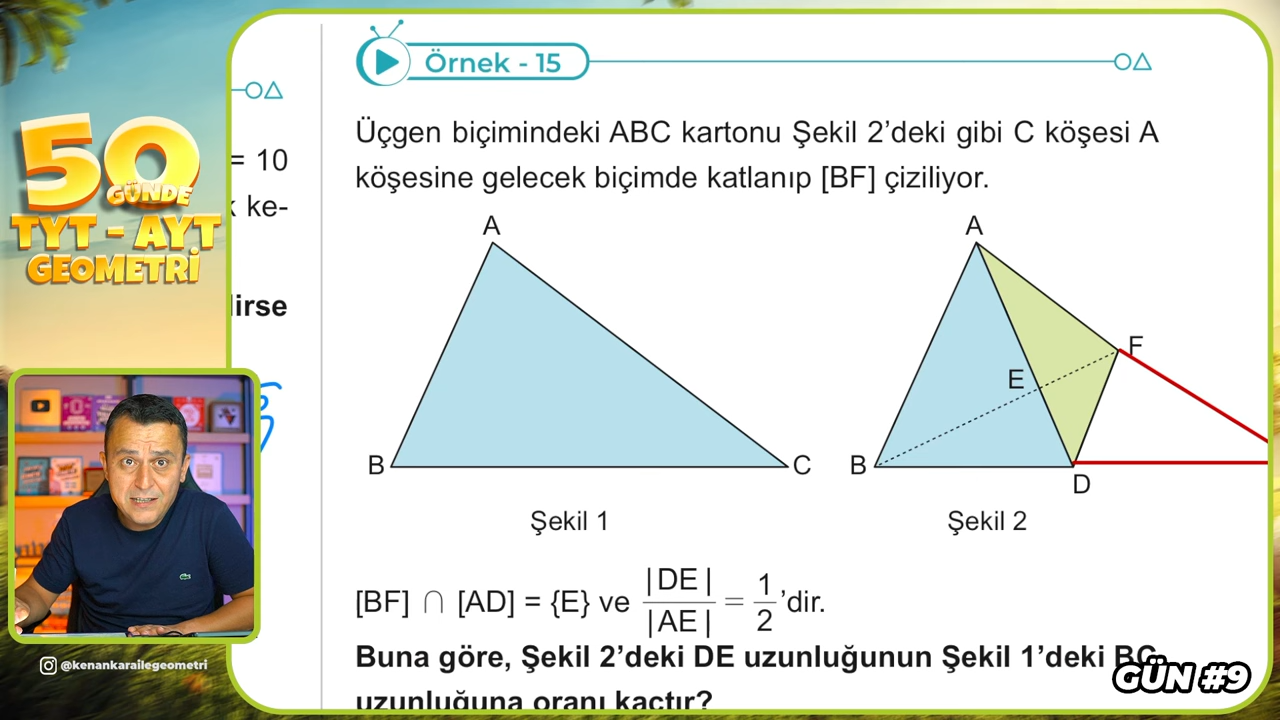 50
GÜNDE
TYT - AYT
GEOMETRİ
= 10
ke-
Örnek - 15
Üçgen biçimindeki ABC kartonu Şekil 2’deki gibi C köşesi A
köşesine gelecek biçimde katlanıp [BF] çiziliyor.
A
B
C
Şekil 1
A
F
E
B
D
Şekil 2
[BF] ∩ [AD] = {E} ve |DE| / |AE| = 1/2 ’dir.
Buna göre, Şekil 2’deki DE uzunluğunun Şekil 1’deki BC
uzunluğuna oranı kaçtır?
@kenankarailegeometri
GÜN #9